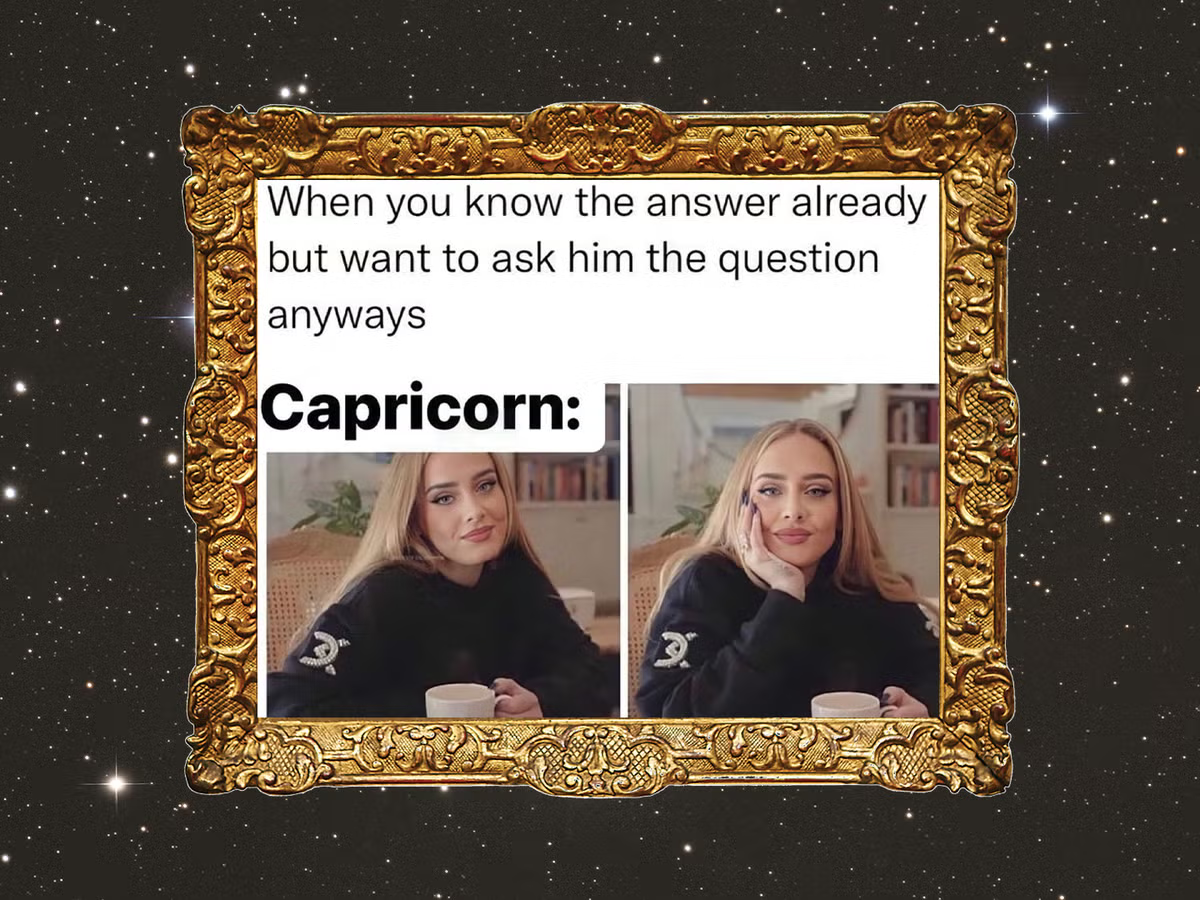 When you know the answer already
but want to ask him the question
anyways
Capricorn: